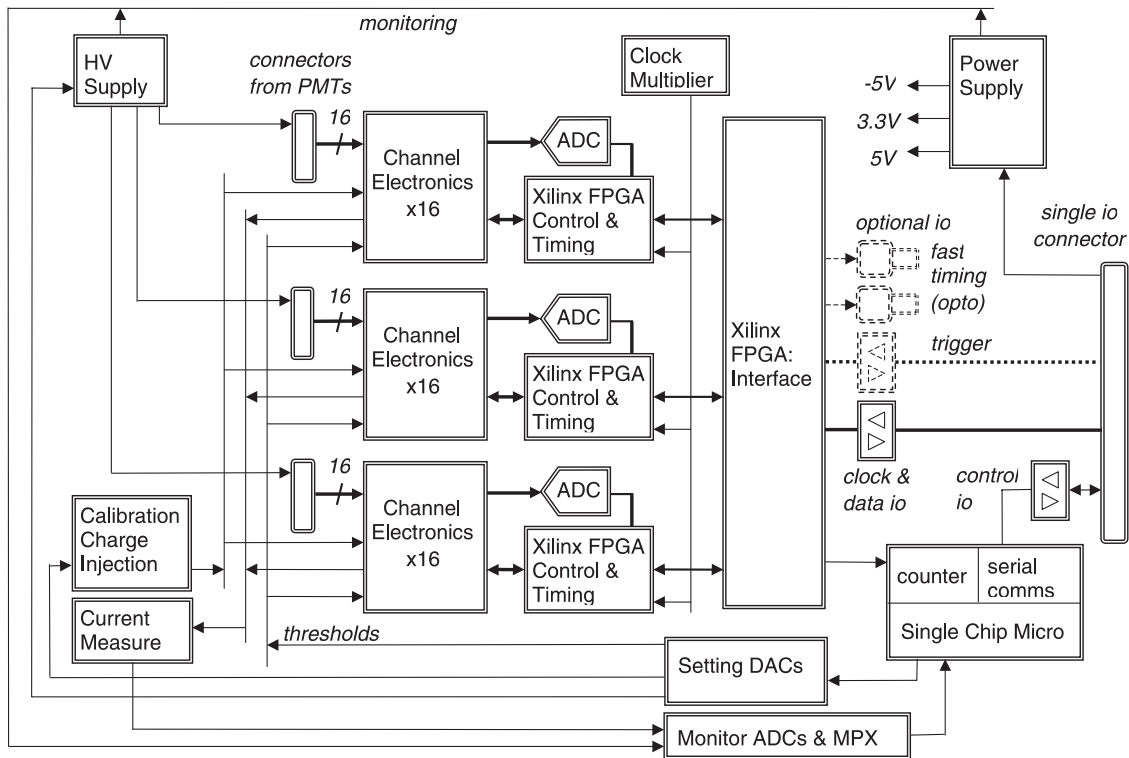 monitoring
HV
Supply
connectors
from PMTs
Clock
Multiplier
Power
Supply
-5V
3.3V
5V
16
Channel
Electronics
x16
ADC
Xilinx FPGA
Control &
Timing
16
Channel
Electronics
x16
ADC
Xilinx FPGA
Control &
Timing
16
Channel
Electronics
x16
ADC
Xilinx FPGA
Control &
Timing
Xilinx
FPGA:
Interface
optional io
fast
timing
(opto)
single io
connector
trigger
clock &
data io
control
io
Calibration
Charge
Injection
Current
Measure
thresholds
counter
serial
comms
Single Chip Micro
Setting DACs
Monitor ADCs & MPX